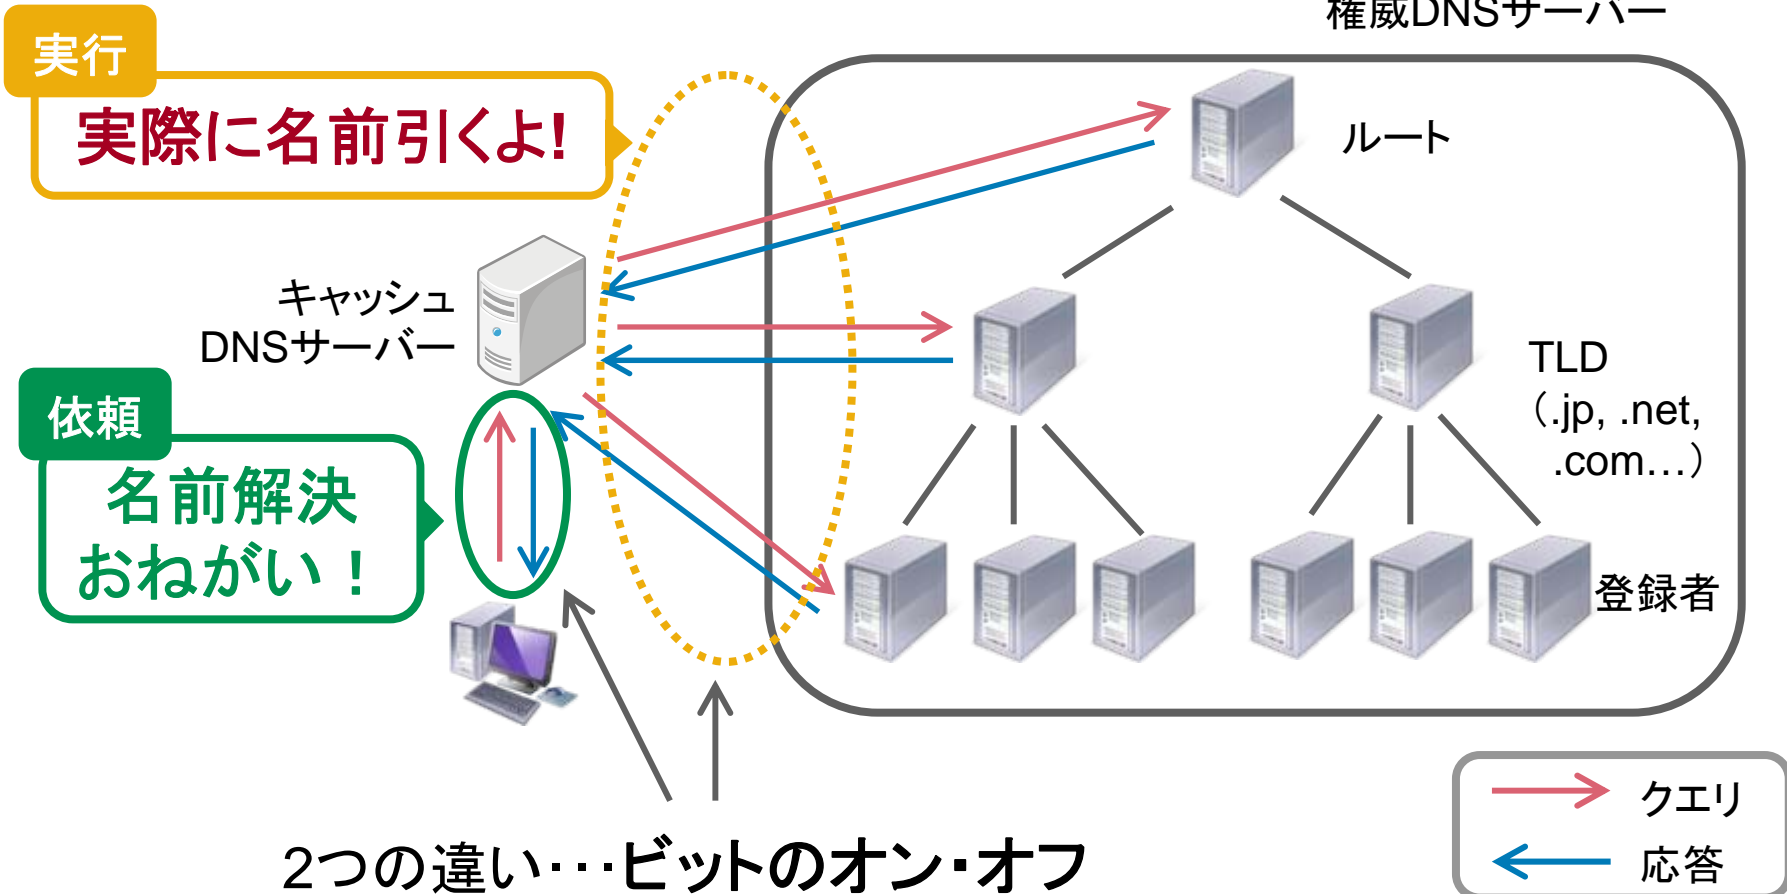 権威DNSサーバー
実行
実際に名前引くよ!
ルート
キャッシュ
DNSサーバー
TLD
（.jp, .net,
.com…）
依頼
名前解決
おねがい！
登録者
クエリ
応答
2つの違い･･･ビットのオン・オフ